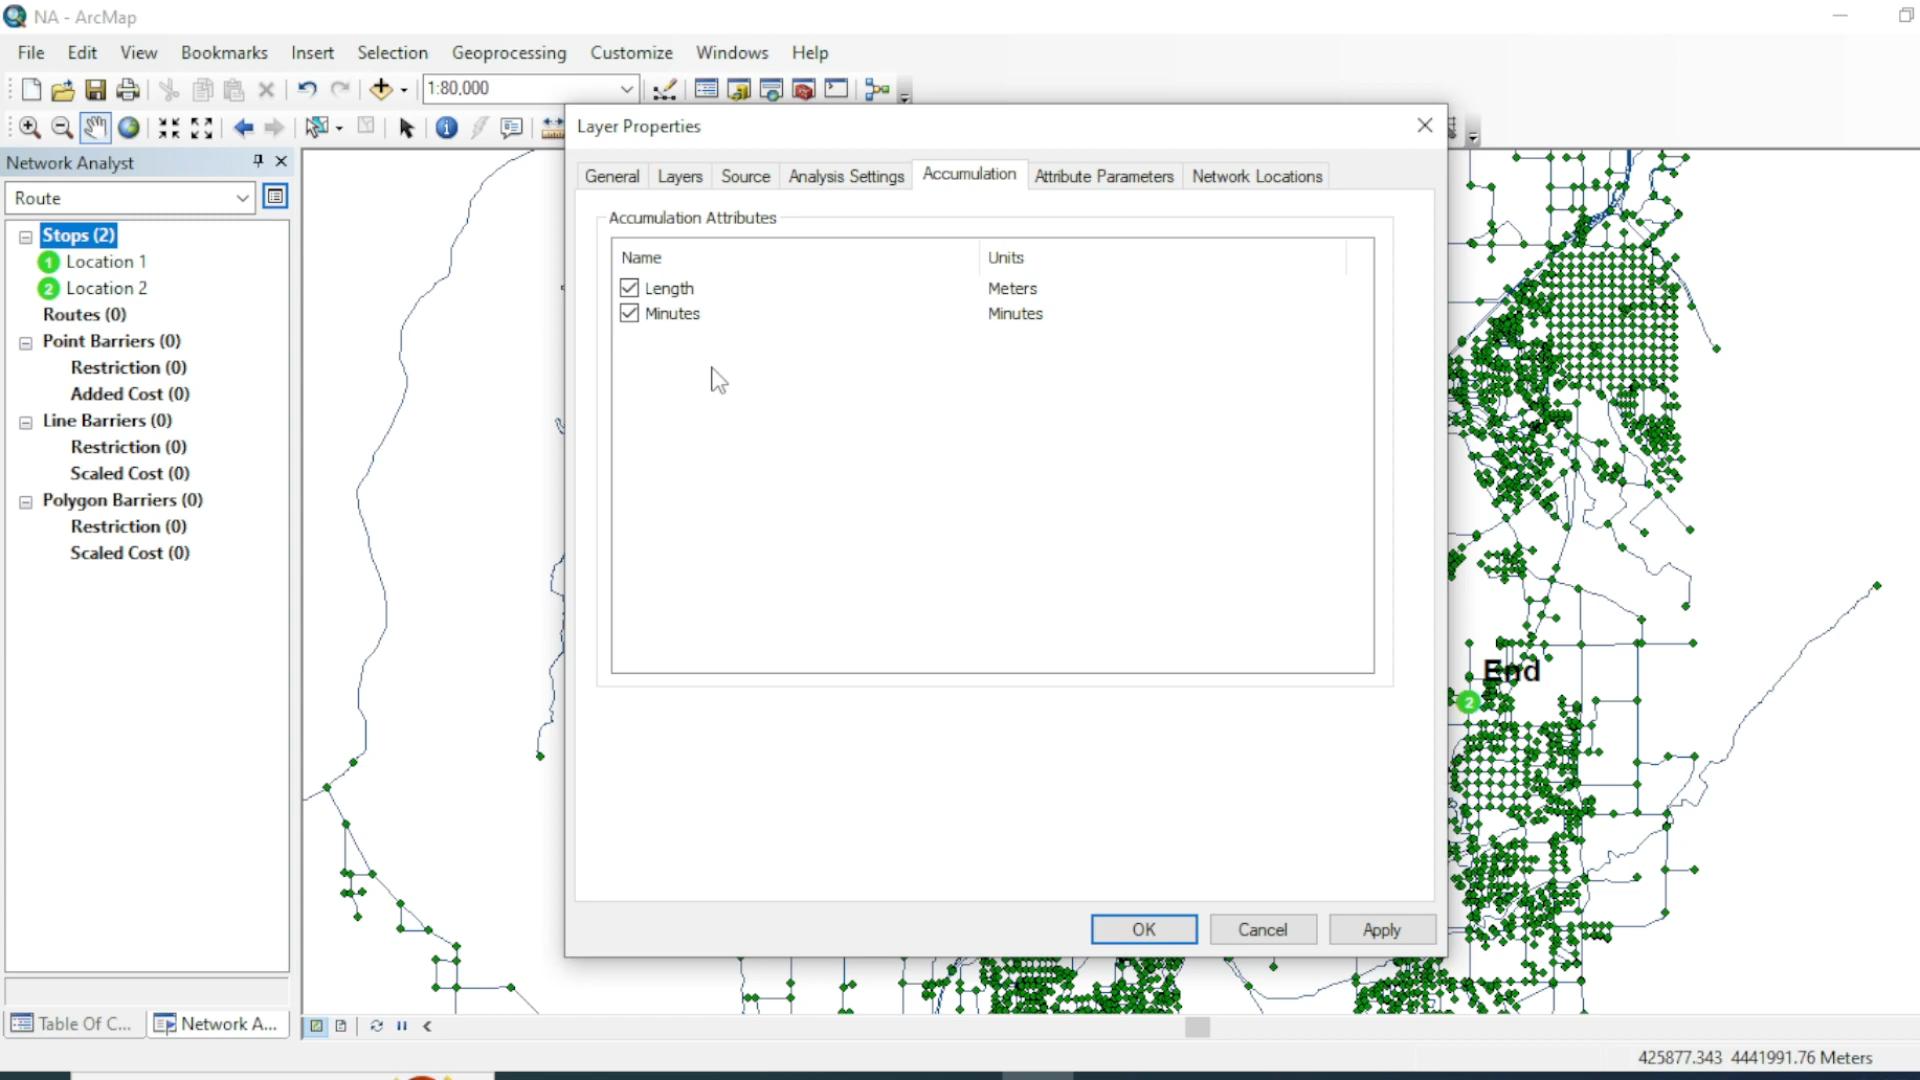 NA - ArcMap
File Edit View Bookmarks Insert Selection Geoprocessing Customize Windows Help
1:80,000
Network Analyst
Route
Stops (2)
1 Location 1
2 Location 2
Routes (0)
Point Barriers (0)
Restriction (0)
Added Cost (0)
Line Barriers (0)
Restriction (0)
Scaled Cost (0)
Polygon Barriers (0)
Restriction (0)
Scaled Cost (0)
Table Of C... Network A...
Layer Properties
General Layers Source Analysis Settings Accumulation Attribute Parameters Network Locations
Accumulation Attributes
Name Units
Length Meters
Minutes Minutes
OK Cancel Apply
End
2
425877.343 4441991.76 Meters